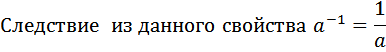 Следствие из данного свойства a⁻¹ = 1/a